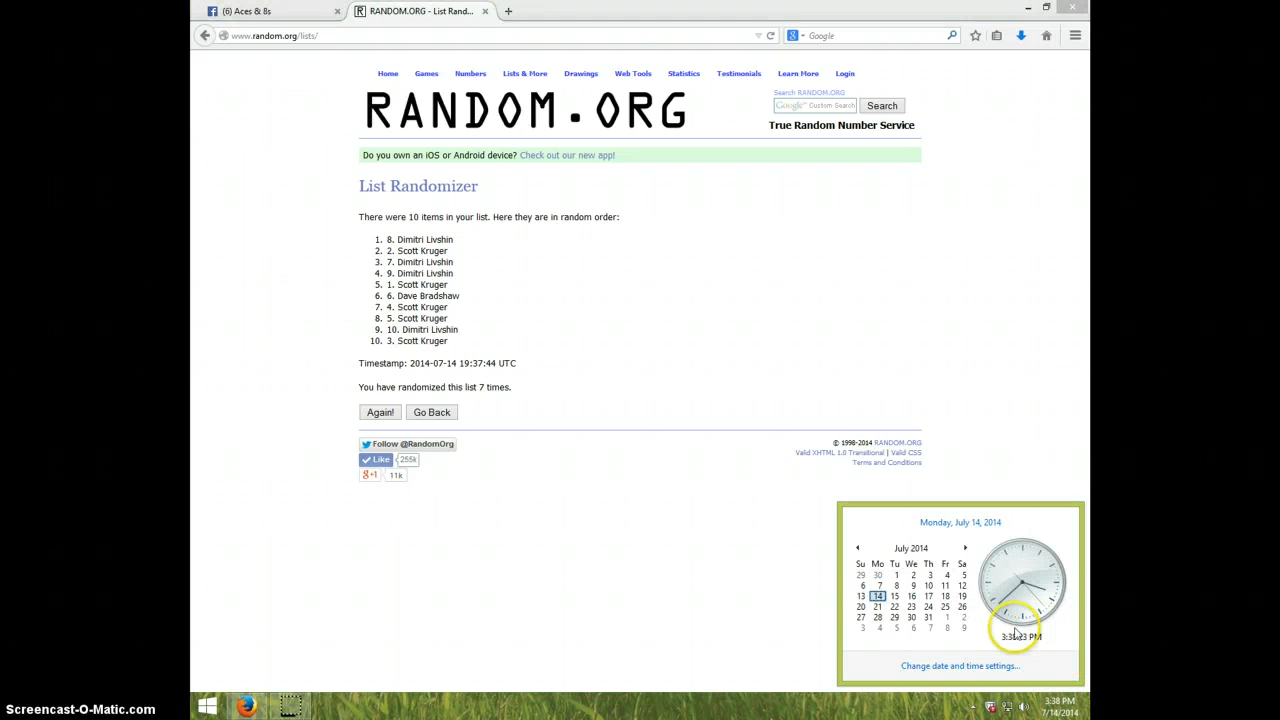 (6) Aces & 8s
RANDOM.ORG - List Rand...
www.random.org/lists/
Google
Home Games Numbers Lists & More Drawings Web Tools Statistics Testimonials Learn More Login
RANDOM.ORG
Search RANDOM.ORG
Google™ Custom Search Search
True Random Number Service
Do you own an iOS or Android device? Check out our new app!
List Randomizer
There were 10 items in your list. Here they are in random order:
1. 8. Dimitri Livshin
2. 2. Scott Kruger
3. 7. Dimitri Livshin
4. 9. Dimitri Livshin
5. 1. Scott Kruger
6. 6. Dave Bradshaw
7. 4. Scott Kruger
8. 5. Scott Kruger
9. 10. Dimitri Livshin
10. 3. Scott Kruger
Timestamp: 2014-07-14 19:37:44 UTC
You have randomized this list 7 times.
Again! Go Back
Follow @RandomOrg
Like 255k
g+1 11k
© 1998-2014 RANDOM.ORG
Valid XHTML 1.0 Transitional | Valid CSS
Terms and Conditions
Monday, July 14, 2014
July 2014
Su Mo Tu We Th Fr Sa
29 30 1 2 3 4 5
6 7 8 9 10 11 12
13 14 15 16 17 18 19
20 21 22 23 24 25 26
27 28 29 30 31 1 2
3 4 5 6 7 8 9
PM
Change date and time settings...
3:38 PM
7/14/2014
Screencast-O-Matic.com